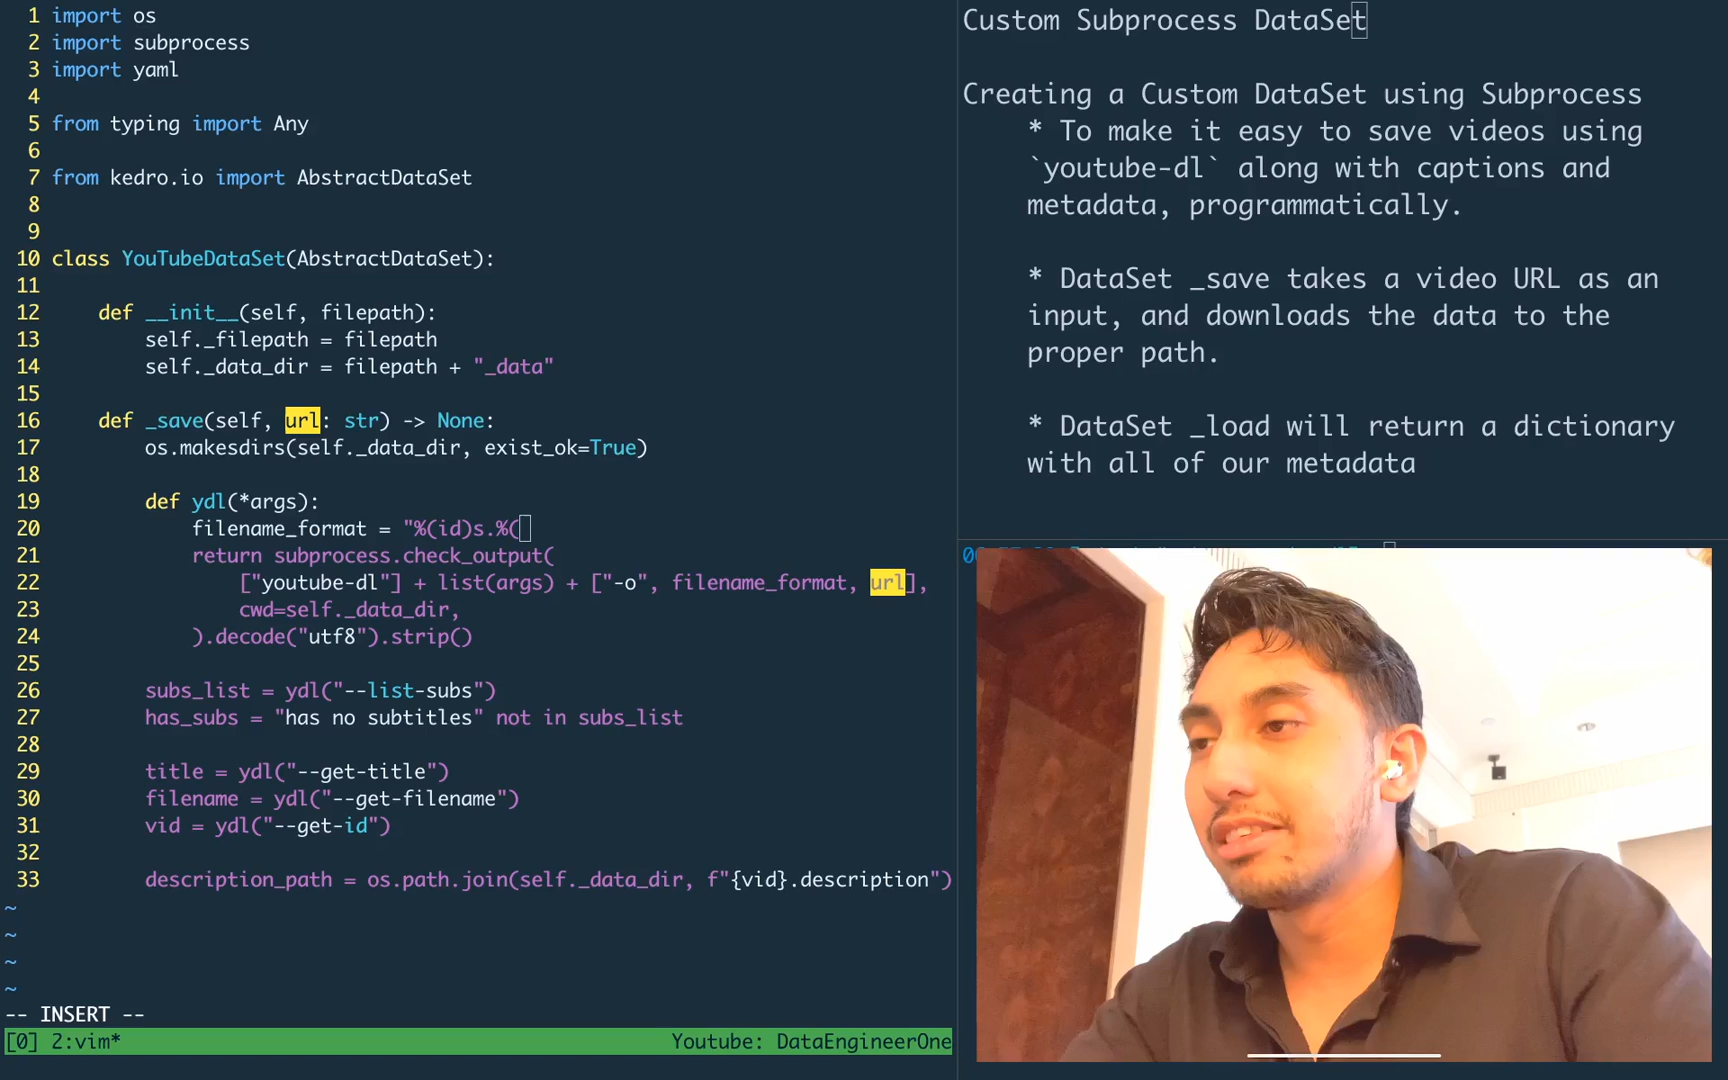 1 import os
2 import subprocess
3 import yaml
4
5 from typing import Any
6
7 from kedro.io import AbstractDataSet
8
9
10 class YouTubeDataSet(AbstractDataSet):
11
12     def __init__(self, filepath):
13         self._filepath = filepath
14         self._data_dir = filepath + "_data"
15
16     def _save(self, url: str) -> None:
17         os.makesdirs(self._data_dir, exist_ok=True)
18
19         def ydl(*args):
20             filename_format = "%(id)s.%(
21             return subprocess.check_output(
22                 ["youtube-dl"] + list(args) + ["-o", filename_format, url],
23                 cwd=self._data_dir,
24             ).decode("utf8").strip()
25
26         subs_list = ydl("--list-subs")
27         has_subs = "has no subtitles" not in subs_list
28
29         title = ydl("--get-title")
30         filename = ydl("--get-filename")
31         vid = ydl("--get-id")
32
33         description_path = os.path.join(self._data_dir, f"{vid}.description")
~
~
~
~
-- INSERT --
[0] 2:vim* Youtube: DataEngineerOne
Custom Subprocess DataSet
Creating a Custom DataSet using Subprocess
* To make it easy to save videos using
`youtube-dl` along with captions and
metadata, programmatically.
* DataSet _save takes a video URL as an
input, and downloads the data to the
proper path.
* DataSet _load will return a dictionary
with all of our metadata